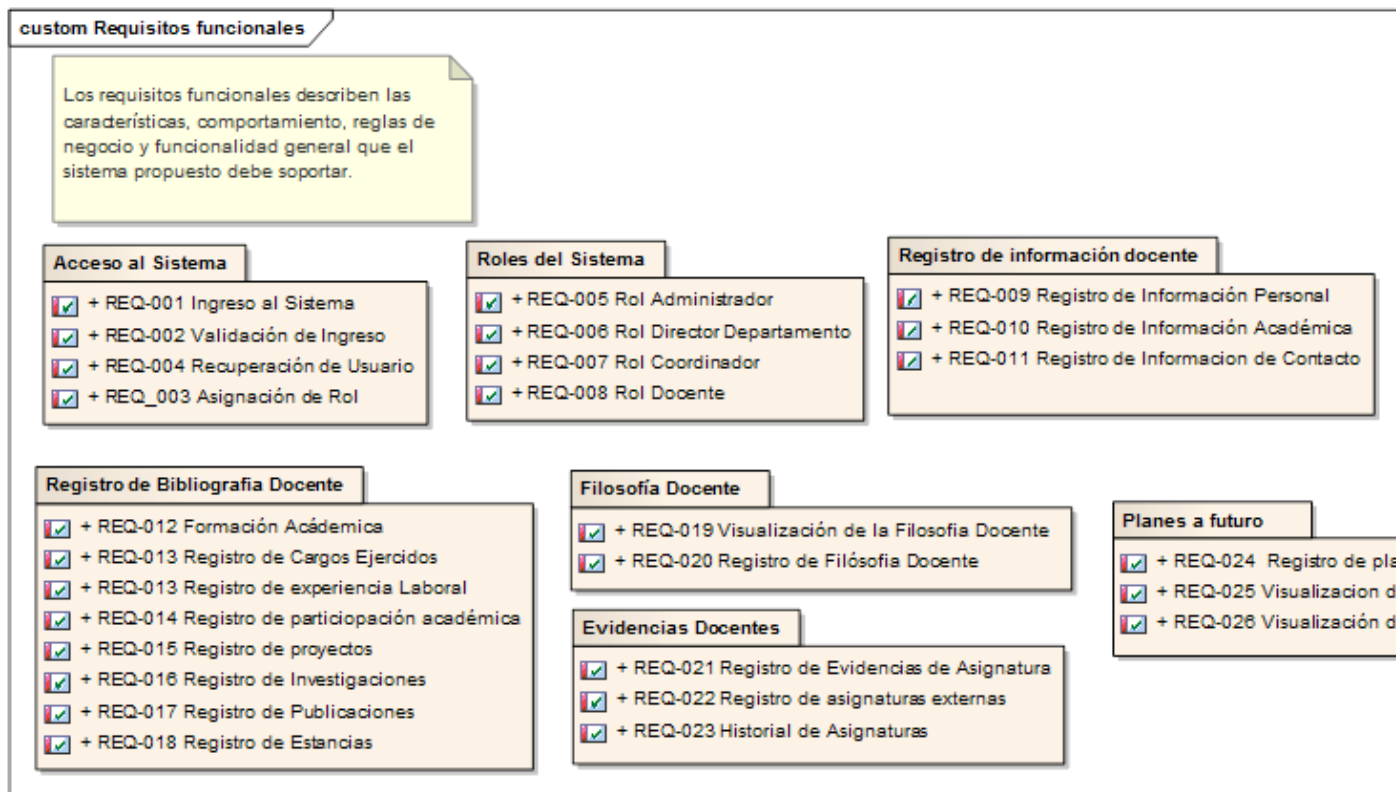 custom Requisitos funcionales
Los requisitos funcionales describen las
características, comportamiento, reglas de
negocio y funcionalidad general que el
sistema propuesto debe soportar.
Acceso al Sistema
+ REQ-001 Ingreso al Sistema
+ REQ-002 Validación de Ingreso
+ REQ-004 Recuperación de Usuario
+ REQ_003 Asignación de Rol
Roles del Sistema
+ REQ-005 Rol Administrador
+ REQ-006 Rol Director Departamento
+ REQ-007 Rol Coordinador
+ REQ-008 Rol Docente
Registro de información docente
+ REQ-009 Registro de Información Personal
+ REQ-010 Registro de Información Académica
+ REQ-011 Registro de Informacion de Contacto
Registro de Bibliografia Docente
+ REQ-012 Formación Acádemica
+ REQ-013 Registro de Cargos Ejercidos
+ REQ-013 Registro de experiencia Laboral
+ REQ-014 Registro de particiopación académica
+ REQ-015 Registro de proyectos
+ REQ-016 Registro de Investigaciones
+ REQ-017 Registro de Publicaciones
+ REQ-018 Registro de Estancias
Filosofía Docente
+ REQ-019 Visualización de la Filosofia Docente
+ REQ-020 Registro de Filósofia Docente
Evidencias Docentes
+ REQ-021 Registro de Evidencias de Asignatura
+ REQ-022 Registro de asignaturas externas
+ REQ-023 Historial de Asignaturas
Planes a futuro
+ REQ-024 Registro de
+ REQ-025 Visualizacion
+ REQ-026 Visualización